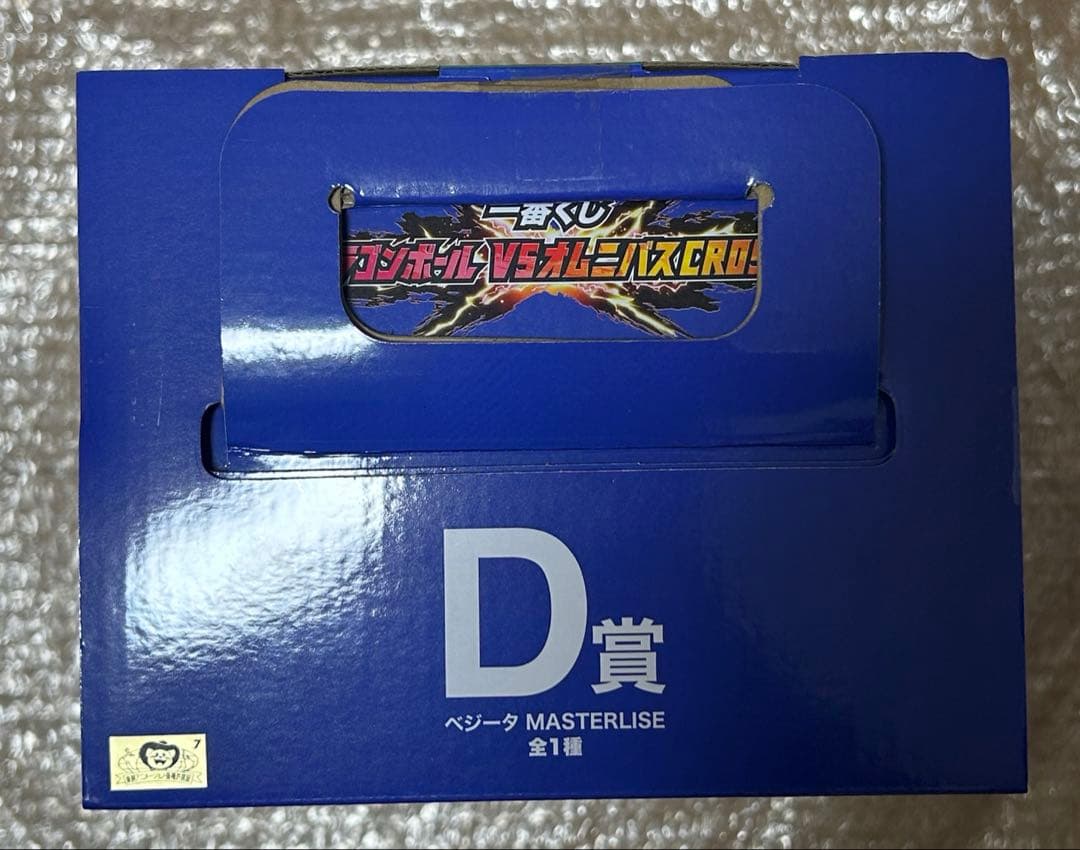 一番くじ
ゴンボール VSオムニバスCROS
D賞
ベジータ MASTERLISE
全1種
7